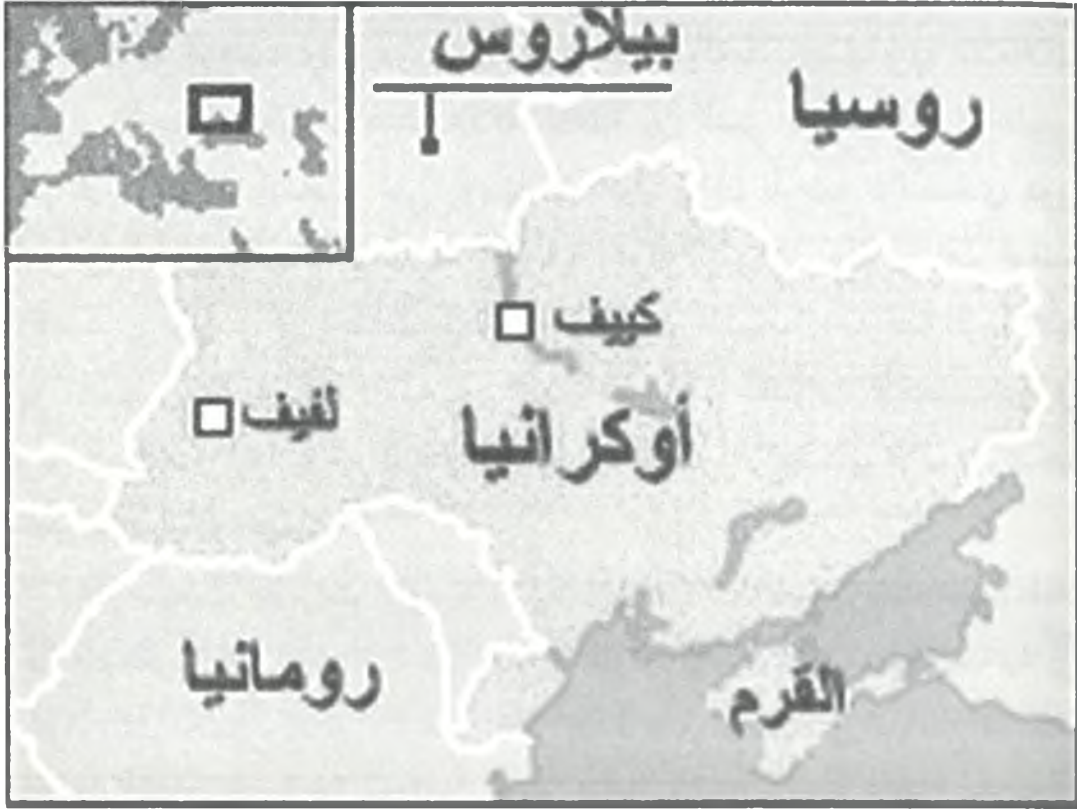 بيلاروس
روسيا
كييف
لفيف
أوكرانيا
رومانيا
القرم